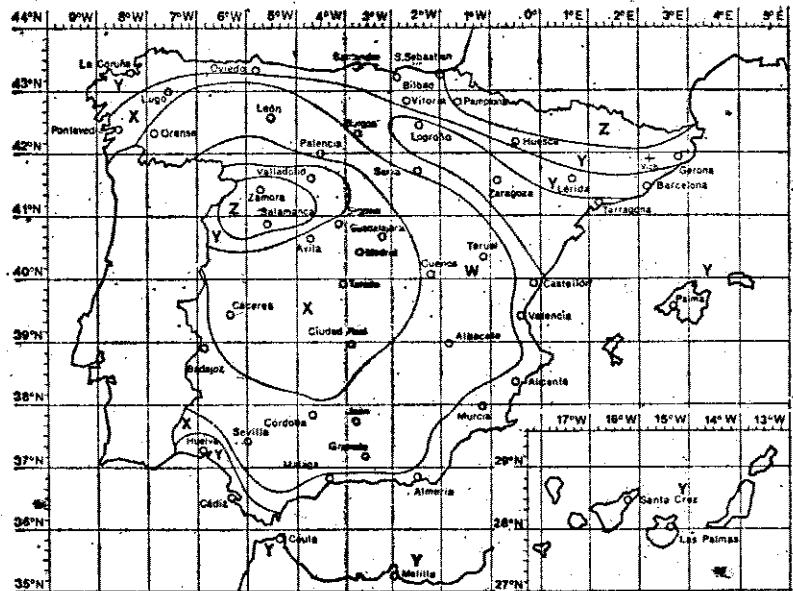 9°W 8°W 7°W 6°W 5°W 4°W 3°W 2°W 1°W 0° 1°E 2°E 3°E 4°E 5°E
44°N
La Coruña
Oviedo
Santander
S.Sebastián
Bilbao
43°N
Y
Lugo
Vitoria
Pamplona
X
León
Burgos
Z
Pontevedra
Orense
Logroño
Huesca
42°N
Palencia
Y
Vich
Gerona
Valladolid
Soria
Zaragoza
Y
Lérida
Barcelona
Zamora
Tarragona
41°N
Z
Salamanca
Segovia
Guadalajara
Y
Avila
Madrid
Teruel
Cuenca
W
Y
40°N
Toledo
Castellón
Palma
Cáceres
X
Valencia
Ciudad Real
Albacete
39°N
Badajoz
Alicante
38°N
Murcia
Córdoba
Jaén
X
Sevilla
Huelva
Granada
Y
37°N
Málaga
Almería
Cádiz
36°N
Ceuta
Y
Y
Melilla
35°N
17°W 16°W 15°W 14°W 13°W
29°N
Y
Santa Cruz
28°N
Las Palmas
27°N